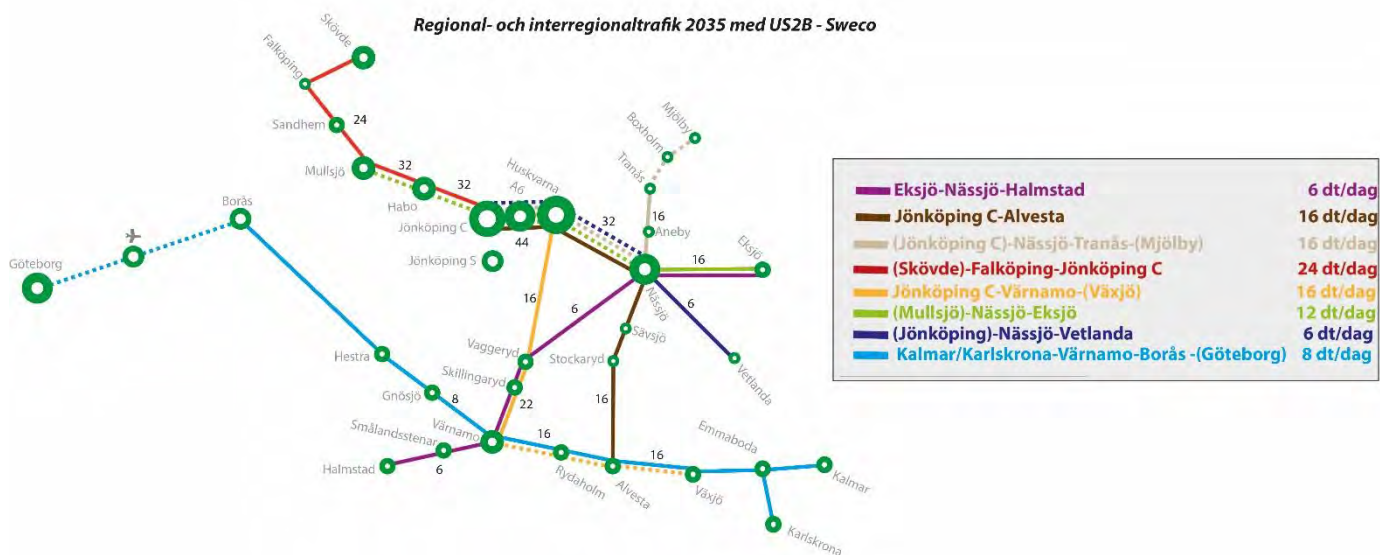 Regional- och interregionaltrafik 2035 med US2B - Sweco
Skövde
Falköping
Sandhem
24
Mullsjö
32
Habo
32
Jönköping C
A6
Huskvarna
44
Jönköping S
32
Mjölby
Boxholm
Tranås
16
Aneby
Eksjö
16
Nässjö
6
Vetlanda
Sävsjö
Stockaryd
16
16
6
Vaggeryd
Skillingaryd
22
Borås
Göteborg
Hestra
Gnösjö
8
Värnamo
Smålandsstenar
Halmstad
6
16
Rydaholm
Alvesta
16
Växjö
Emmaboda
Kalmar
Karlskrona
Eksjö-Nässjö-Halmstad 6 dt/dag
Jönköping C-Alvesta 16 dt/dag
(Jönköping C)-Nässjö-Tranås-(Mjölby) 16 dt/dag
(Skövde)-Falköping-Jönköping C 24 dt/dag
Jönköping C-Värnamo-(Växjö) 16 dt/dag
(Mullsjö)-Nässjö-Eksjö 12 dt/dag
(Jönköping)-Nässjö-Vetlanda 6 dt/dag
Kalmar/Karlskrona-Värnamo-Borås -(Göteborg) 8 dt/dag